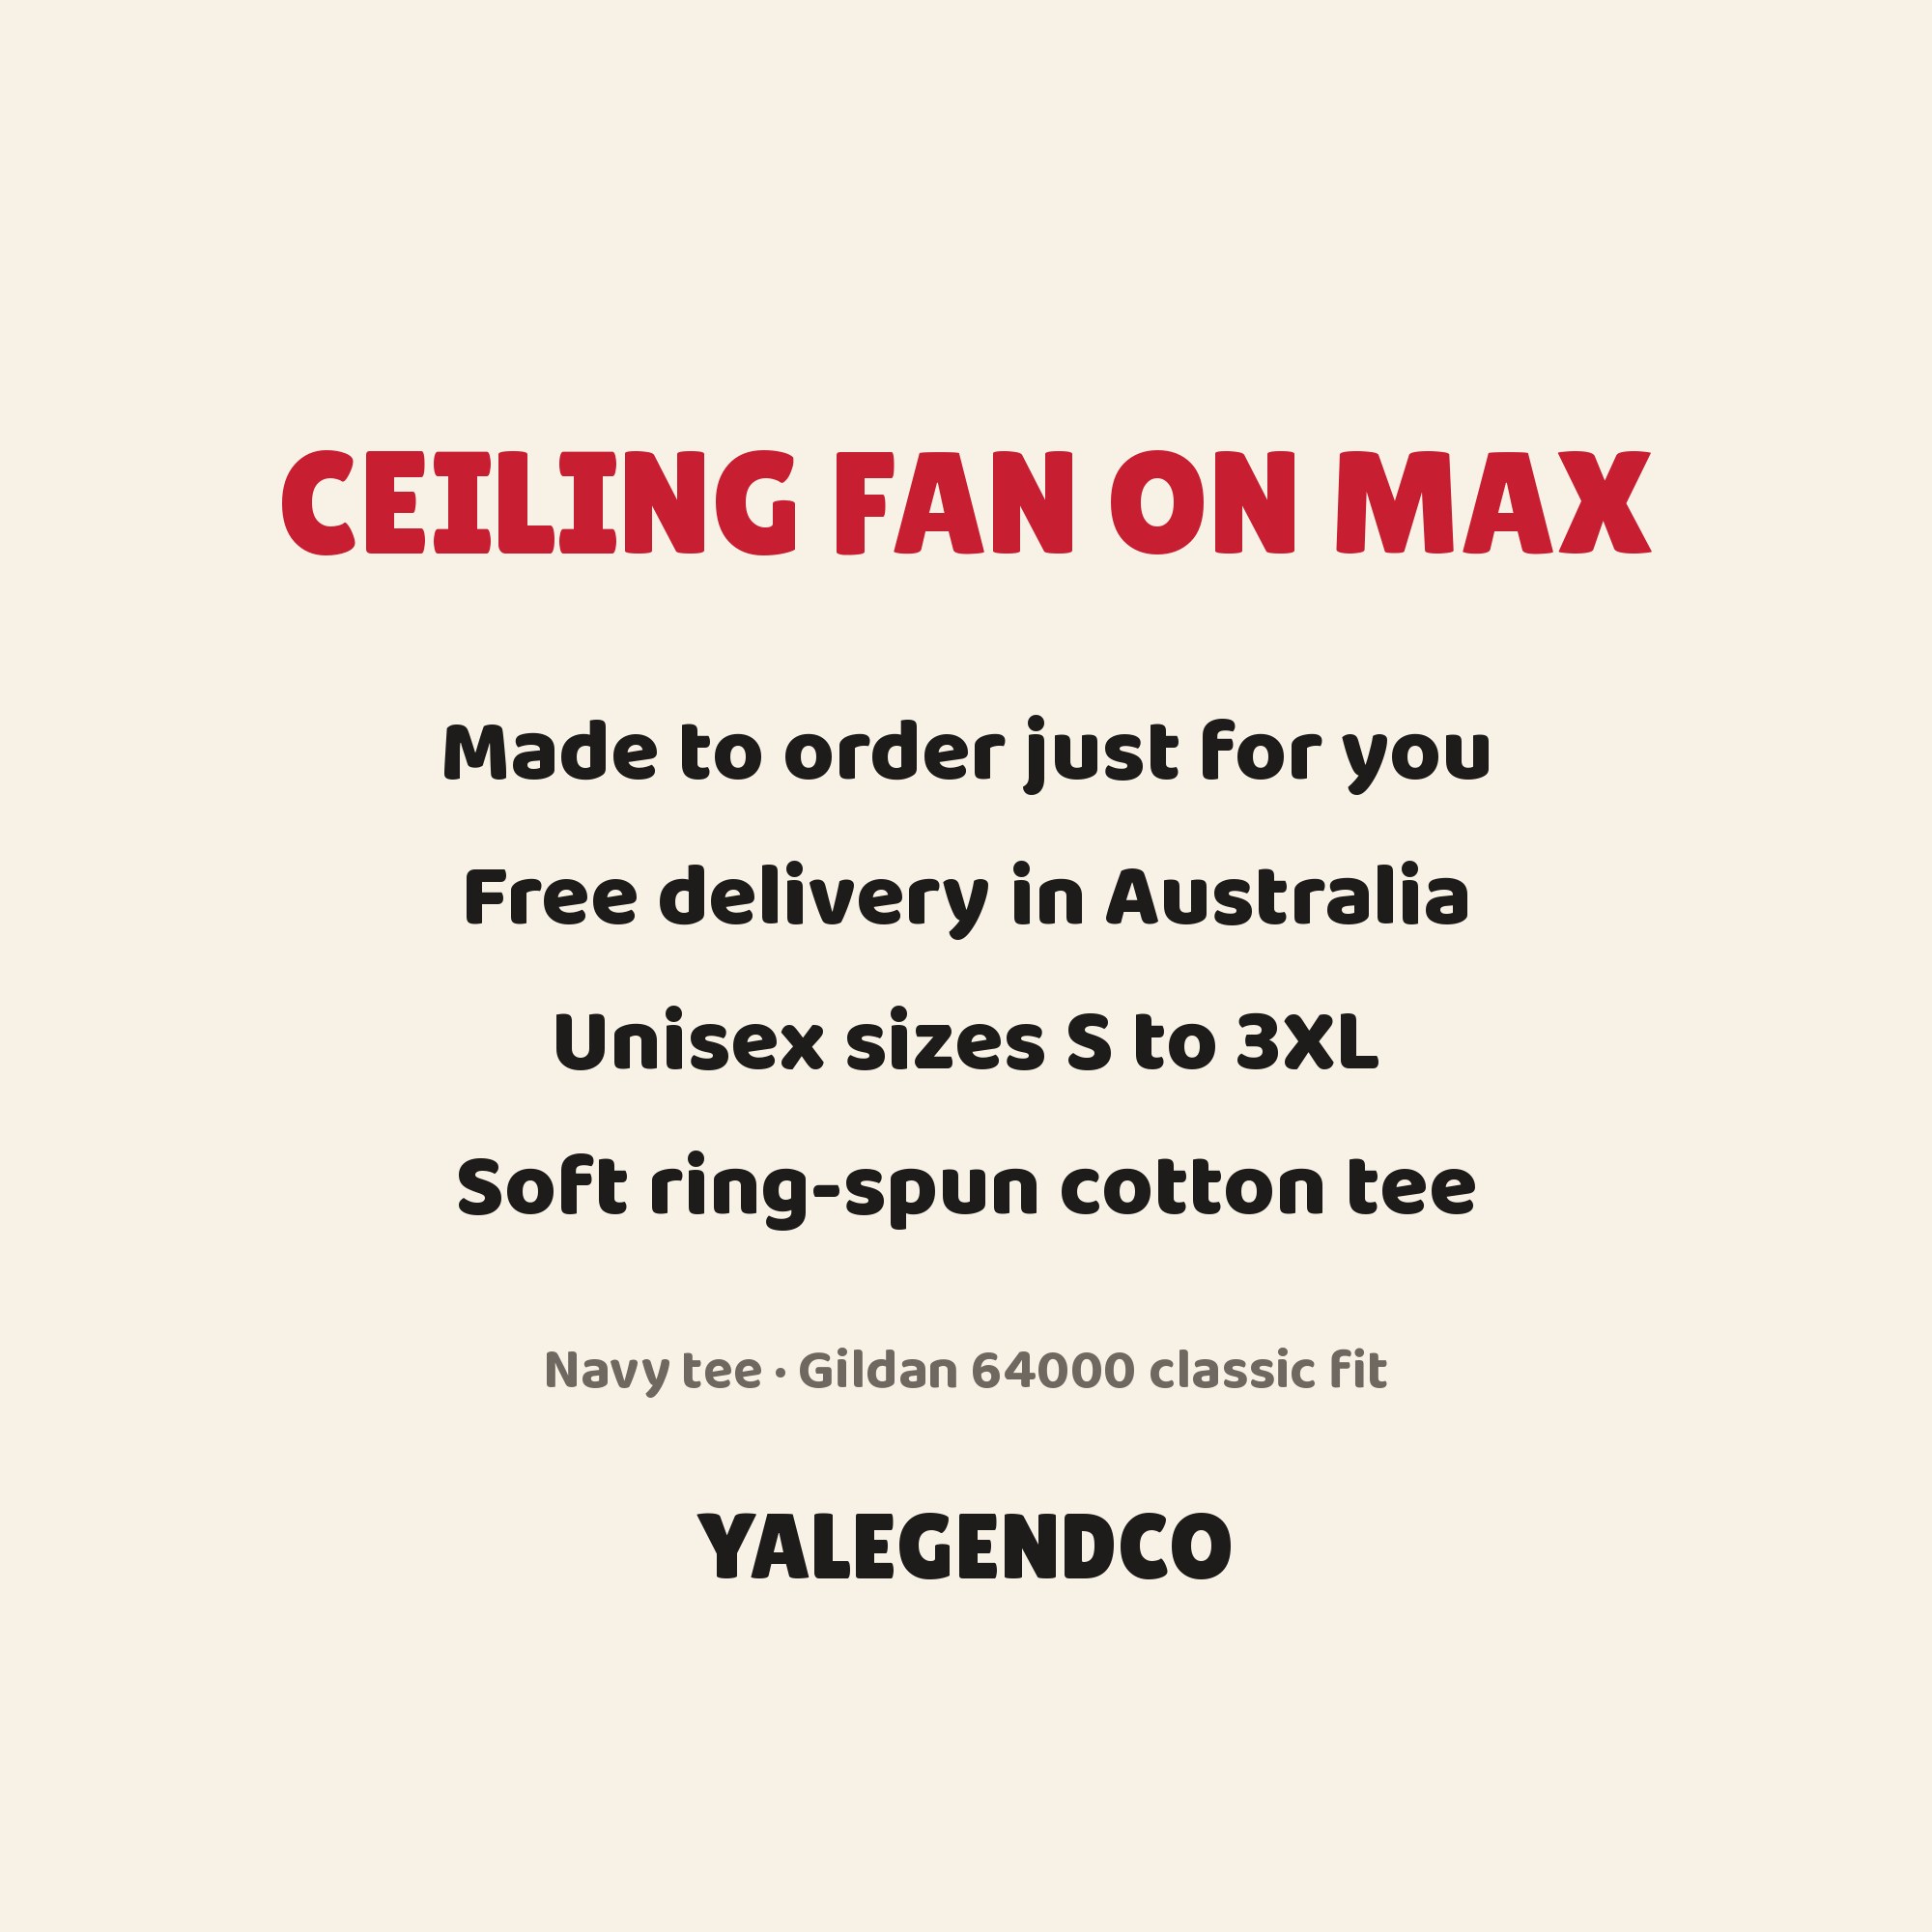 CEILING FAN ON MAX
Made to order just for you
Free delivery in Australia
Unisex sizes S to 3XL
Soft ring-spun cotton tee
Navy tee · Gildan 64000 classic fit
YALEGENDCO